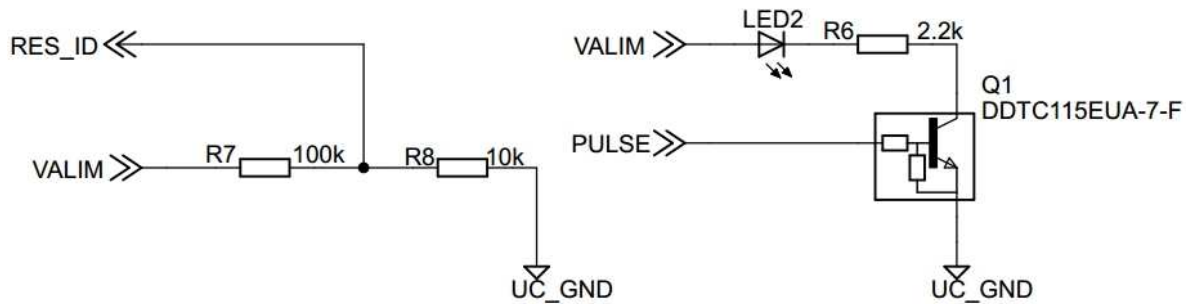 RES_ID
VALIM
R7
100k
R8
10k
UC_GND
VALIM
LED2
R6
2.2k
Q1
DDTC115EUA-7-F
PULSE
UC_GND